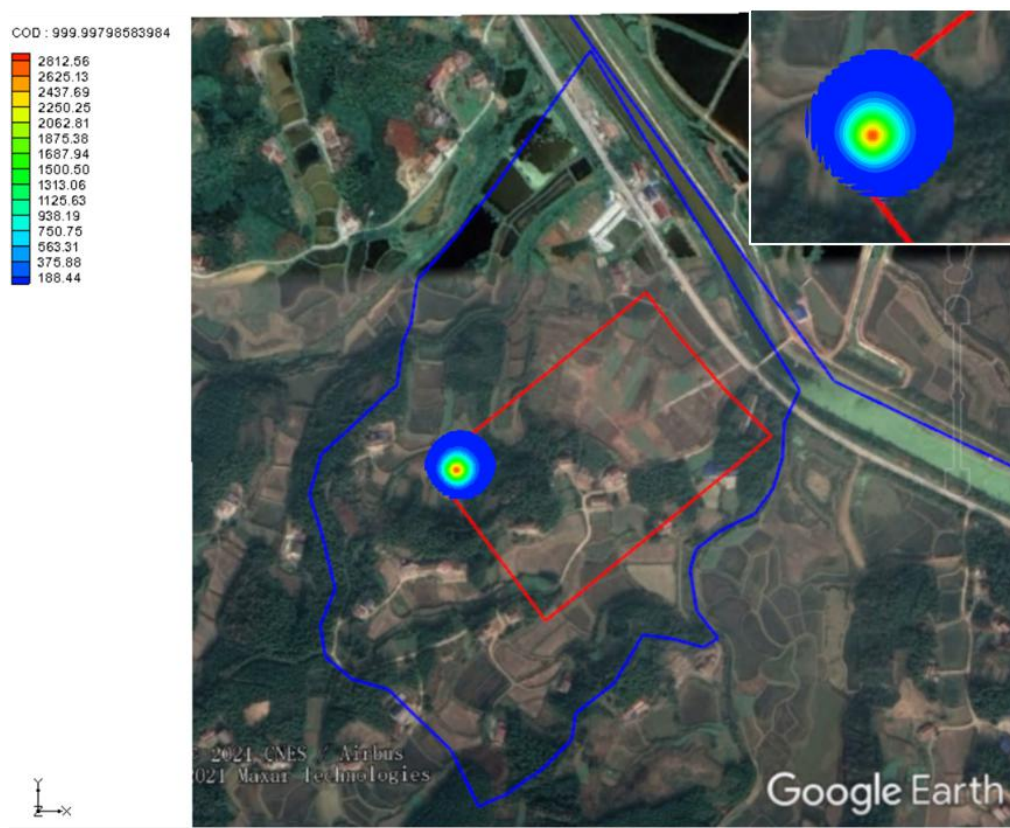 COD : 999.99798583984
2812.56
2625.13
2437.69
2250.25
2062.81
1875.38
1687.94
1500.50
1313.06
1125.63
938.19
750.75
563.31
375.88
188.44
2021 CNES / Airbus
2021 Maxar Technologies
Google Earth
Y
Z X